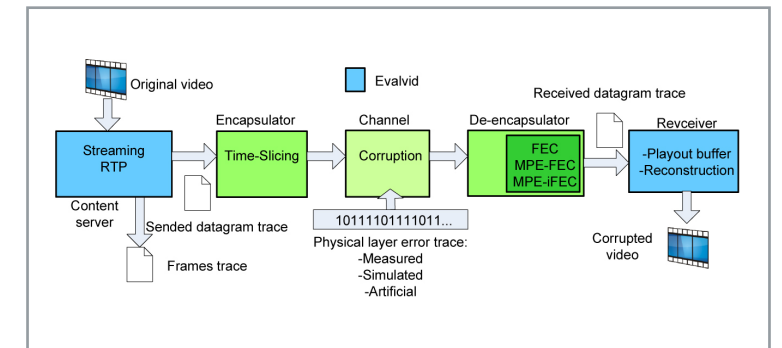 Original video
Evalvid
Received datagram trace
Encapsulator
Channel
De-encapsulator
Revceiver
Streaming
RTP
Time-Slicing
Corruption
FEC
MPE-FEC
MPE-iFEC
-Playout buffer
-Reconstruction
Content
server
Sended datagram trace
Frames trace
10111101111011...
Physical layer error trace:
-Measured
-Simulated
-Artificial
Corrupted
video